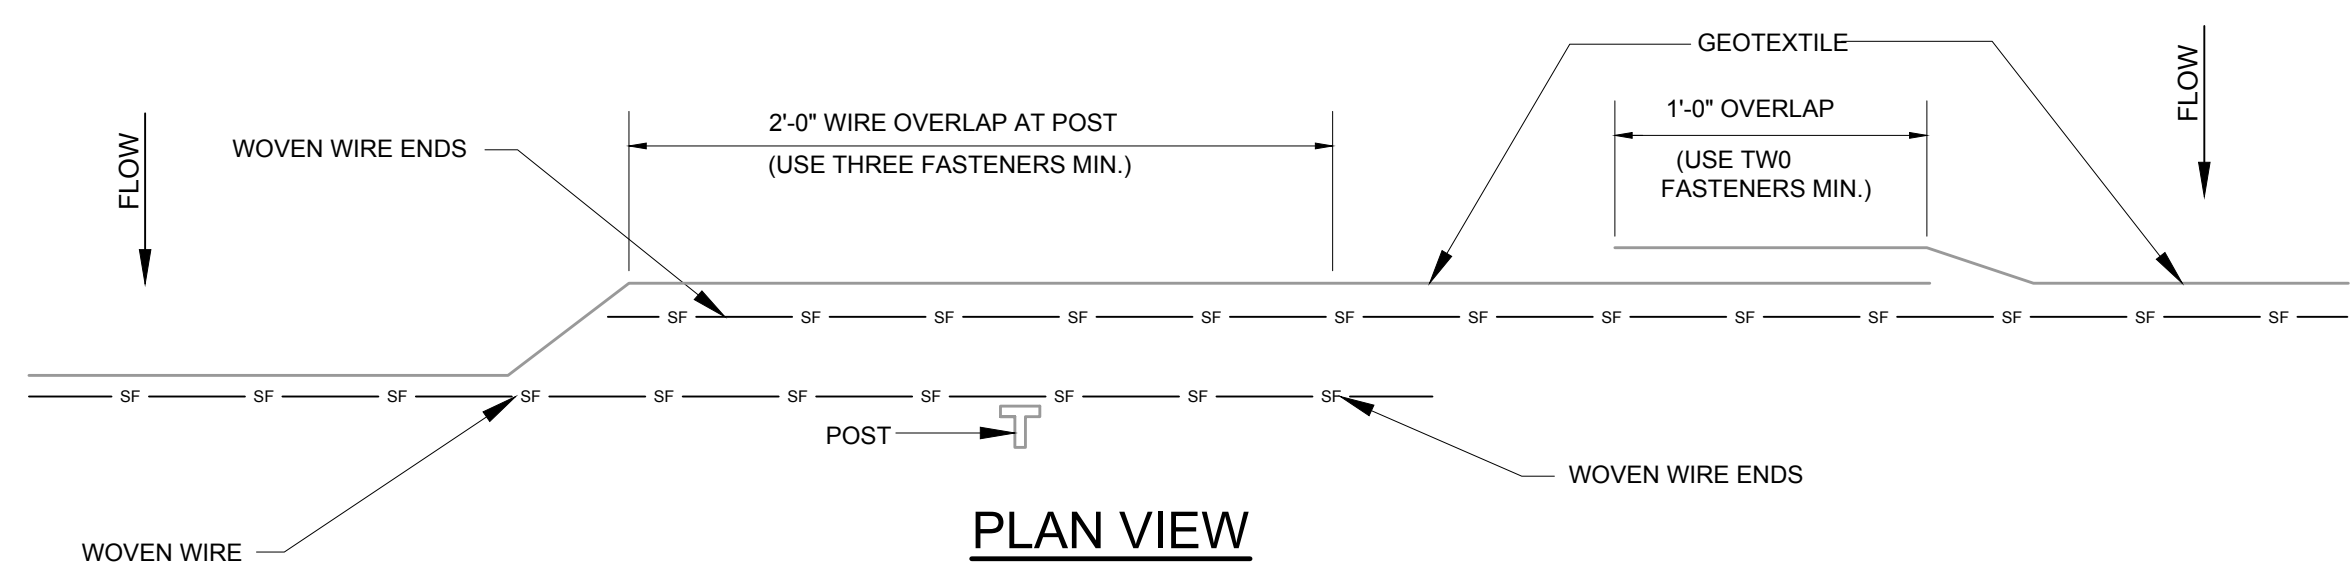 GEOTEXTILE
FLOW
2'-0" WIRE OVERLAP AT POST
1'-0" OVERLAP
FLOW
WOVEN WIRE ENDS
(USE THREE FASTENERS MIN.)
(USE TW0
FASTENERS MIN.)
SF SF SF SF SF SF SF SF SF SF SF SF SF
SF SF SF SF SF SF SF SF SF SF
POST
WOVEN WIRE ENDS
PLAN VIEW
WOVEN WIRE